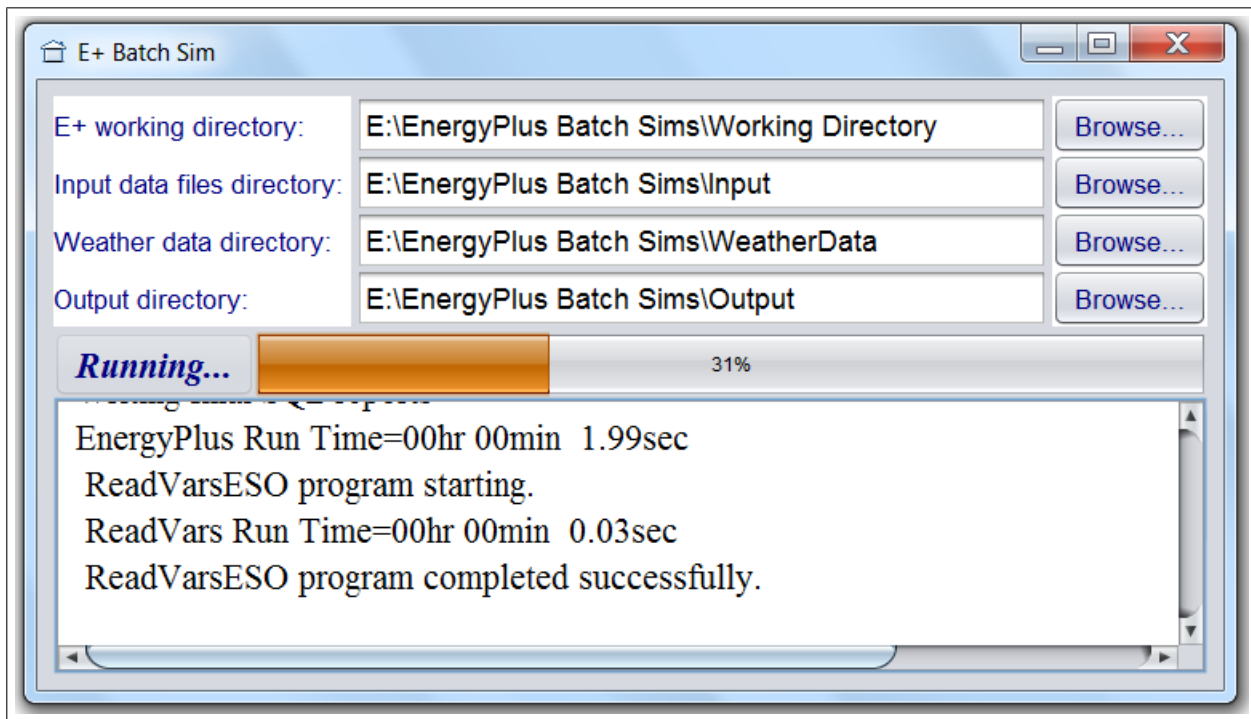 E+ Batch Sim
E+ working directory: E:\EnergyPlus Batch Sims\Working Directory Browse...
Input data files directory: E:\EnergyPlus Batch Sims\Input Browse...
Weather data directory: E:\EnergyPlus Batch Sims\WeatherData Browse...
Output directory: E:\EnergyPlus Batch Sims\Output Browse...
Running... 31%
EnergyPlus Run Time=00hr 00min  1.99sec
ReadVarsESO program starting.
ReadVars Run Time=00hr 00min  0.03sec
ReadVarsESO program completed successfully.